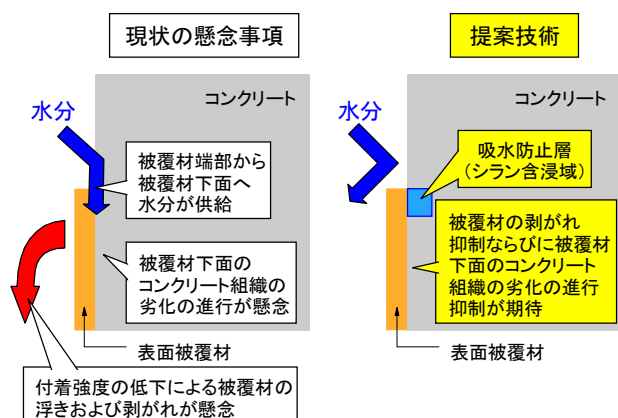 現状の懸念事項
コンクリート
水分
被覆材端部から
被覆材下面へ
水分が供給
被覆材下面の
コンクリート組織の
劣化の進行が懸念
表面被覆材
付着強度の低下による被覆材の
浮きおよび剥がれが懸念
提案技術
コンクリート
水分
吸水防止層
(シラン含浸域)
被覆材の剥がれ
抑制ならびに被覆材
下面のコンクリート
組織の劣化の進行
抑制が期待
表面被覆材